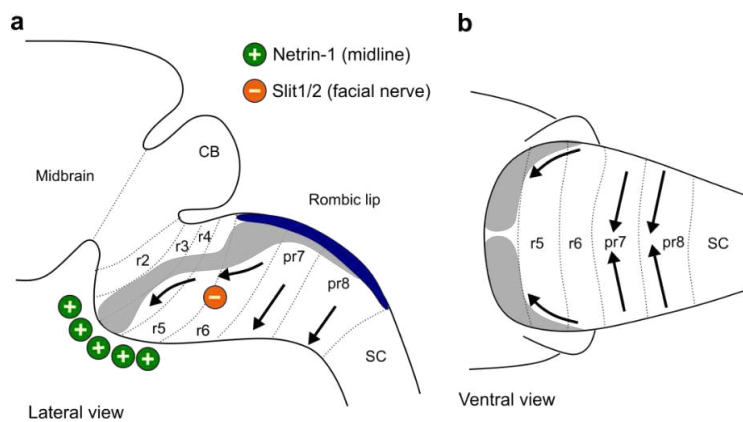 a
b
+ Netrin-1 (midline)
− Slit1/2 (facial nerve)
CB
Midbrain
Rombic lip
r2
r3
r4
pr7
pr8
r5
r6
−
SC
+
+
+
+
+
Lateral view
r5
r6
pr7
pr8
SC
Ventral view